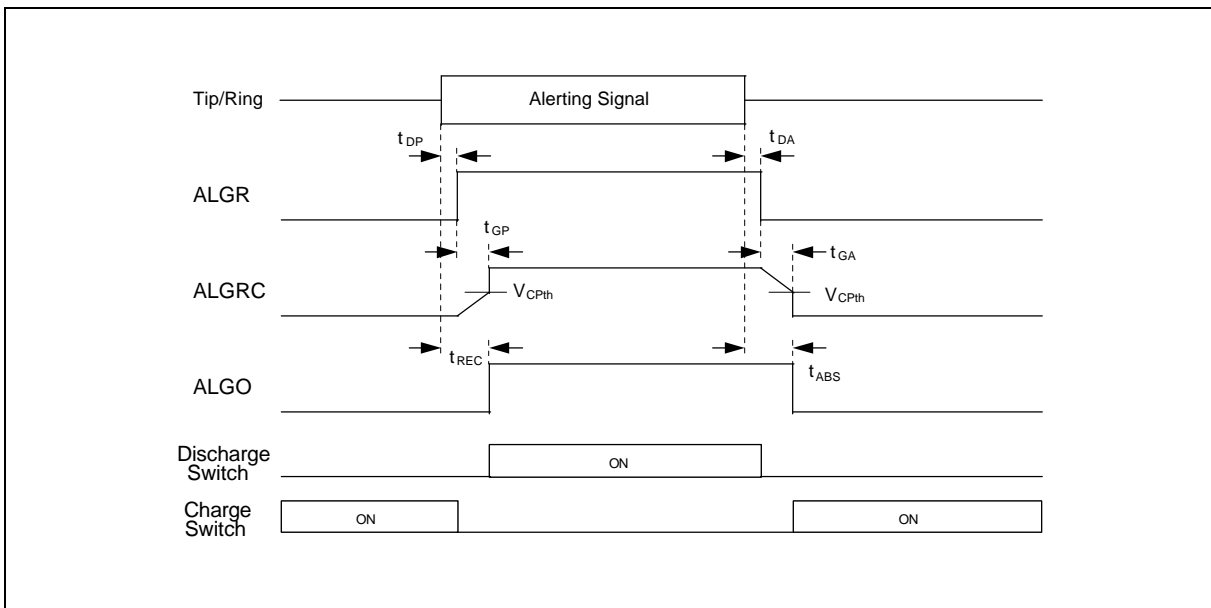 Tip/Ring
Alerting Signal
tDP
tDA
ALGR
tGP
tGA
ALGRC
VCPth
VCPth
tREC
tABS
ALGO
Discharge
Switch
ON
Charge
Switch
ON
ON